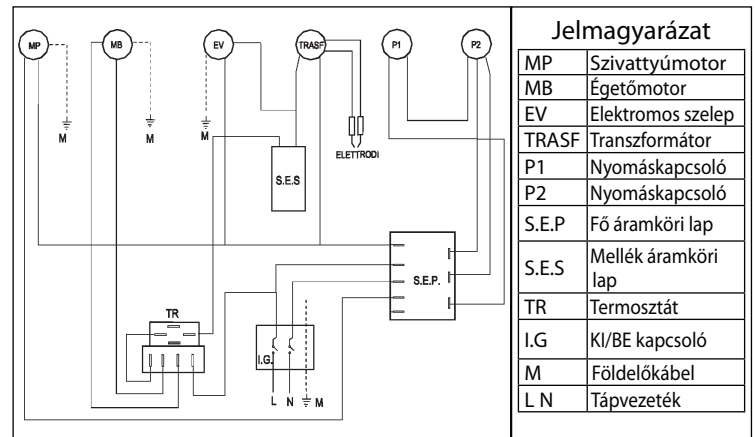 MP
MB
EV
TRASF
P1
P2
M
M
M
ELETTRODI
S.E.S
S.E.P.
TR
I.G.
L N M
Jelmagyarázat
MP Szivattyúmotor
MB Égetőmotor
EV Elektromos szelep
TRASF Transzformátor
P1 Nyomáskapcsoló
P2 Nyomáskapcsoló
S.E.P Fő áramköri lap
S.E.S Mellék áramköri
lap
TR Termosztát
I.G KI/BE kapcsoló
M Földelőkábel
L N Tápvezeték